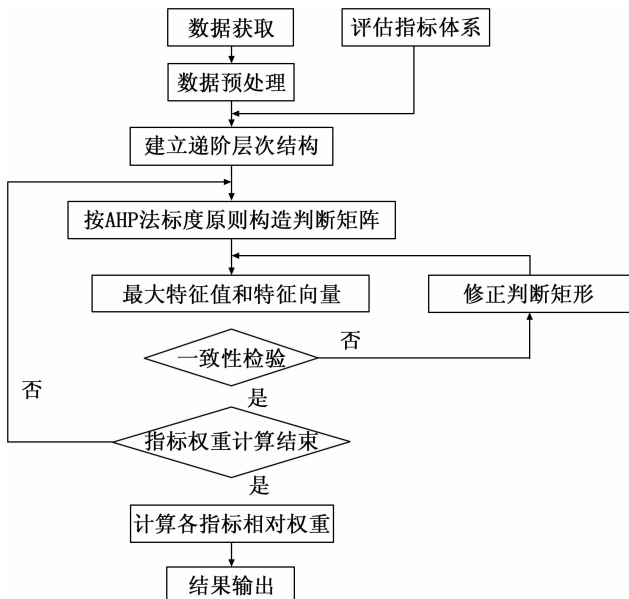 数据获取
评估指标体系
数据预处理
建立递阶层次结构
按AHP法标度原则构造判断矩阵
最大特征值和特征向量
修正判断矩形
一致性检验
否
是
否
指标权重计算结束
是
计算各指标相对权重
结果输出